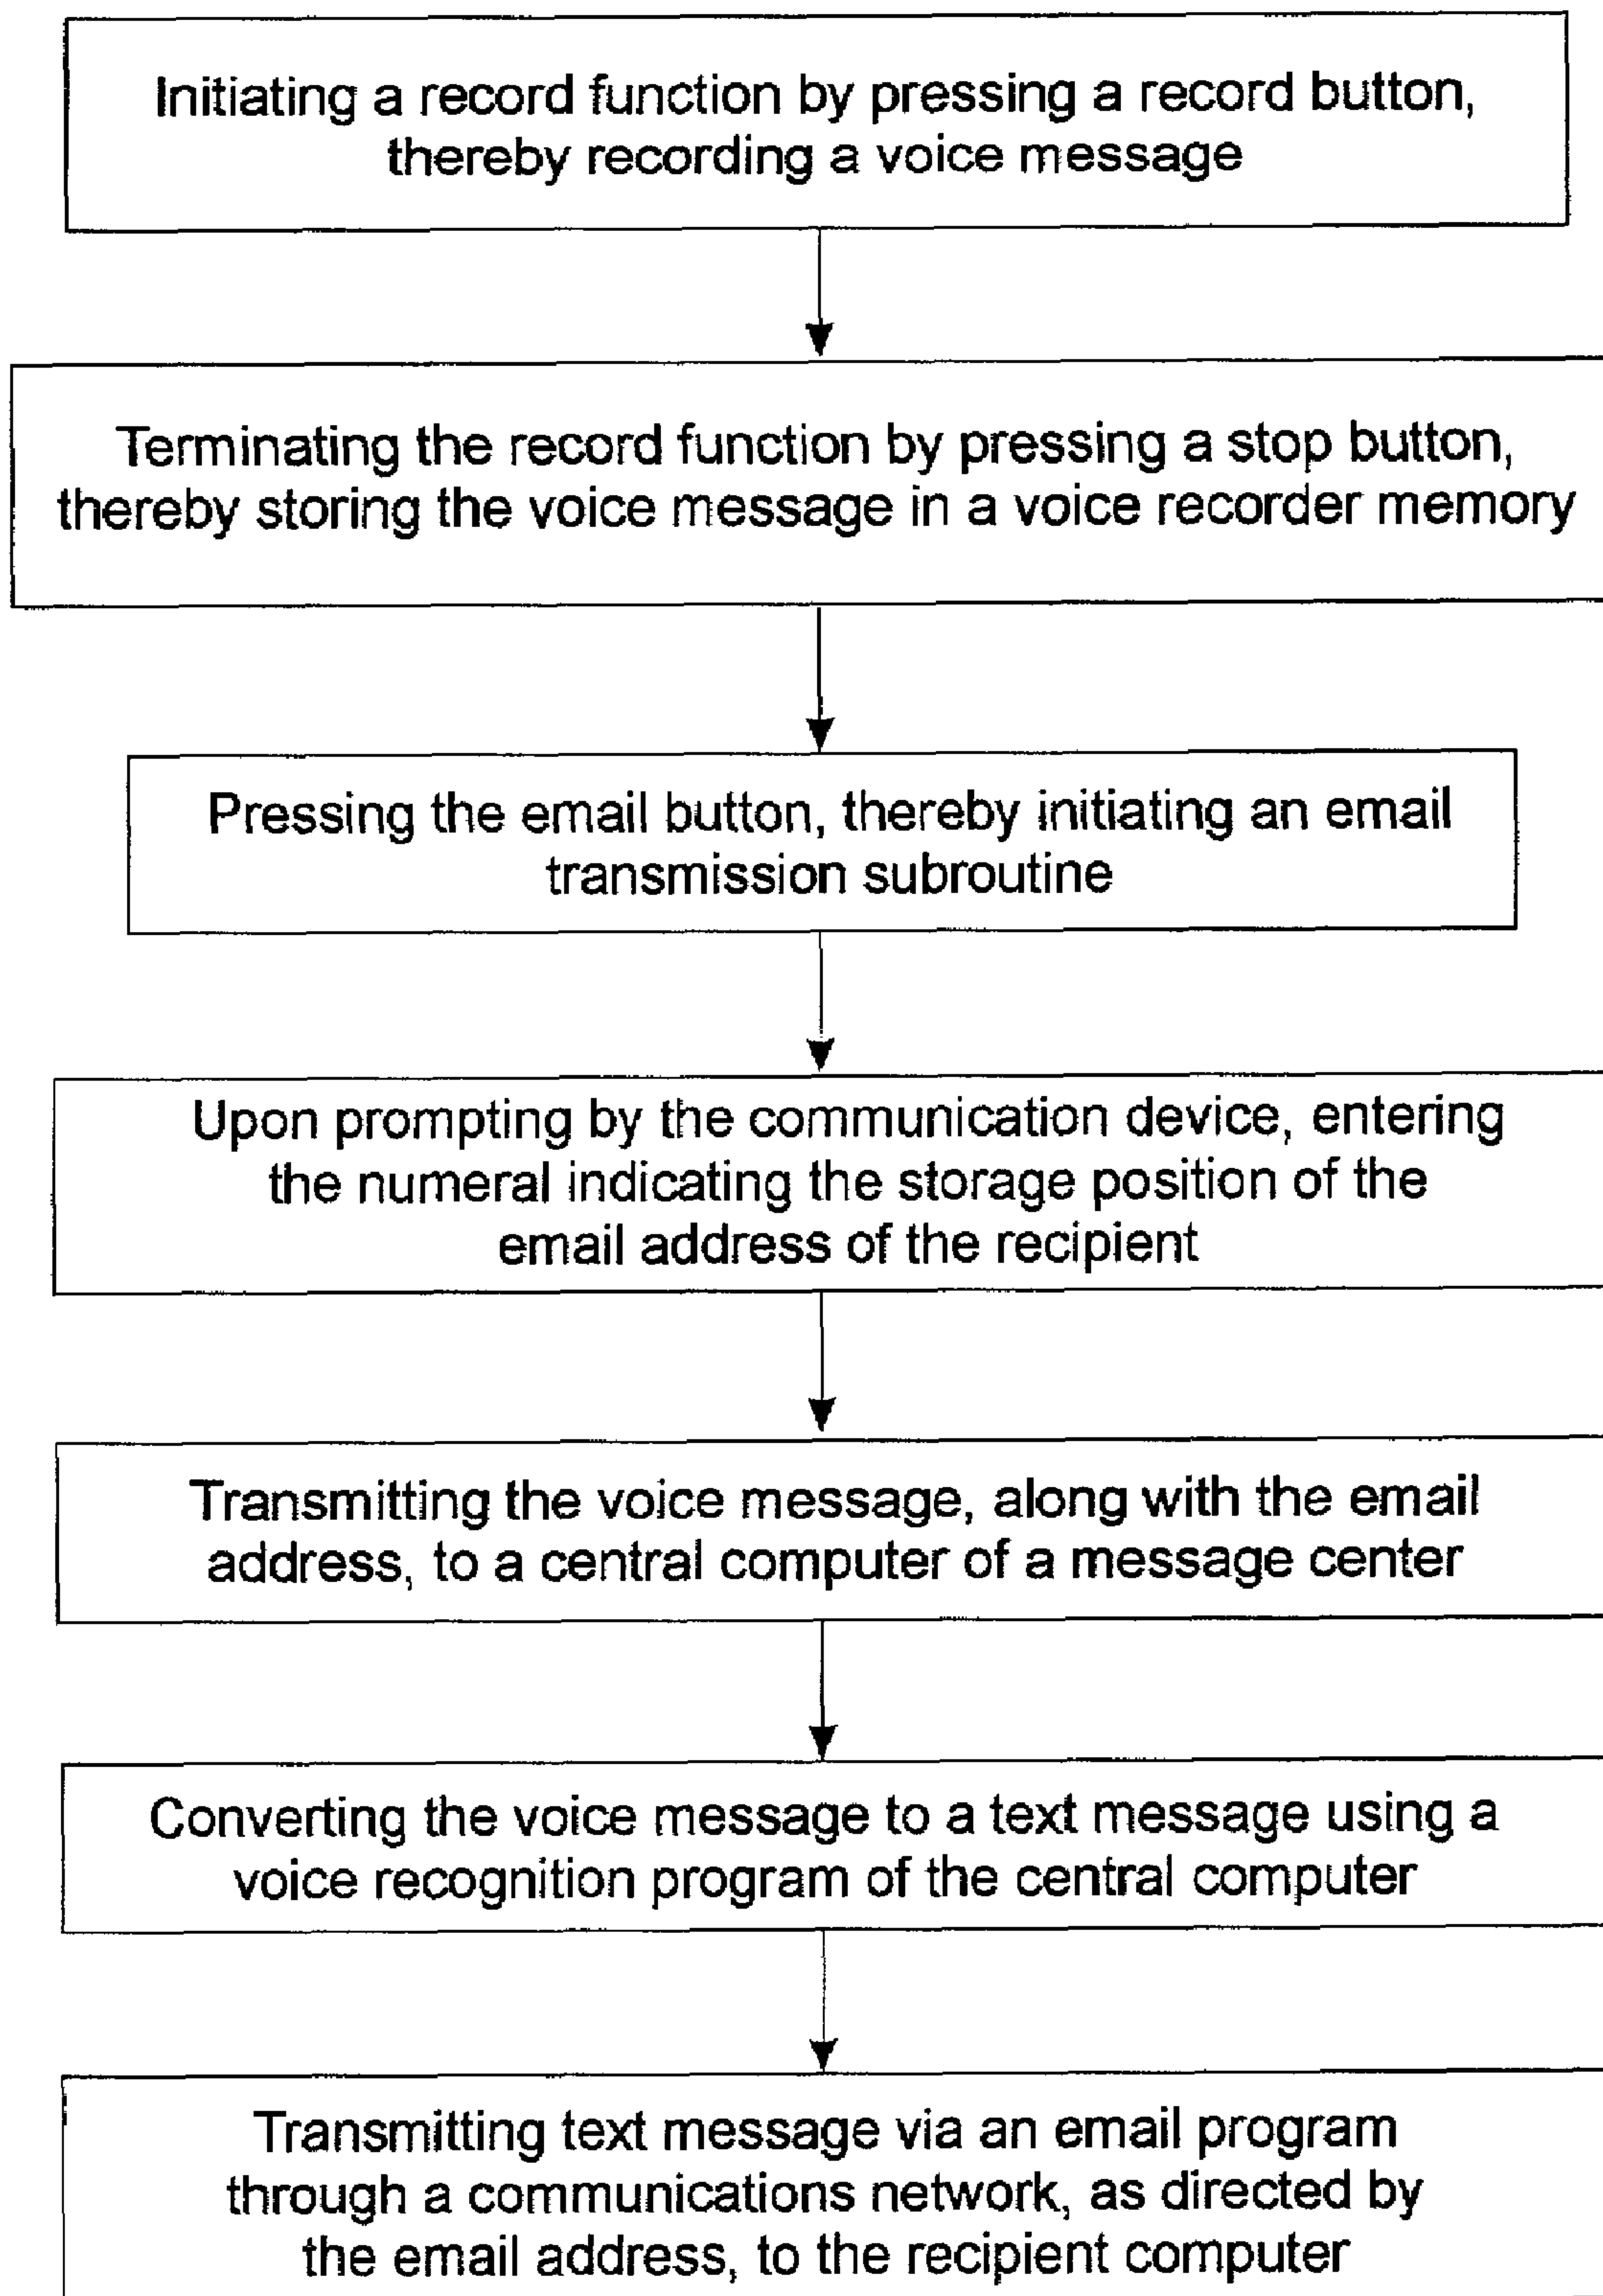 Initiating a record function by pressing a record button,
thereby recording a voice message
Terminating the record function by pressing a stop button,
thereby storing the voice message in a voice recorder memory
Pressing the email button, thereby initiating an email
transmission subroutine
Upon prompting by the communication device, entering
the numeral indicating the storage position of the
email address of the recipient
Transmitting the voice message, along with the email
address, to a central computer of a message center
Converting the voice message to a text message using a
voice recognition program of the central computer
Transmitting text message via an email program
through a communications network, as directed by
the email address, to the recipient computer